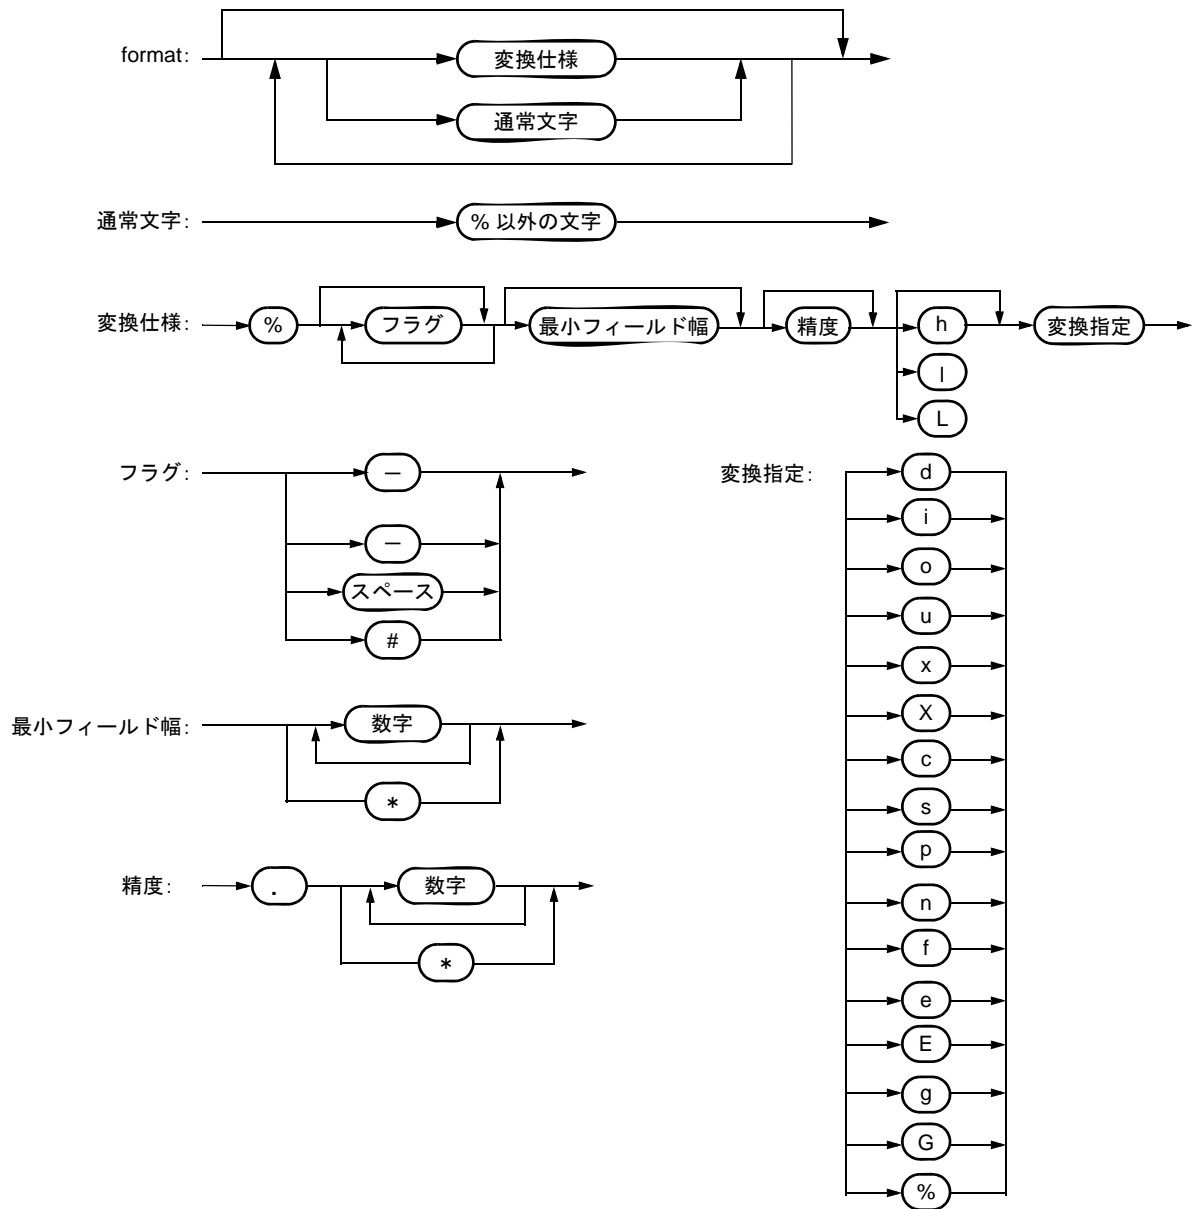 format:
変換仕様
通常文字
通常文字:
% 以外の文字
変換仕様:
%
フラグ
最小フィールド幅
精度
h
l
L
変換指定
フラグ:
－
－
スペース
#
最小フィールド幅:
数字
*
精度:
.
数字
*
変換指定:
d
i
o
u
x
X
c
s
p
n
f
e
E
g
G
%